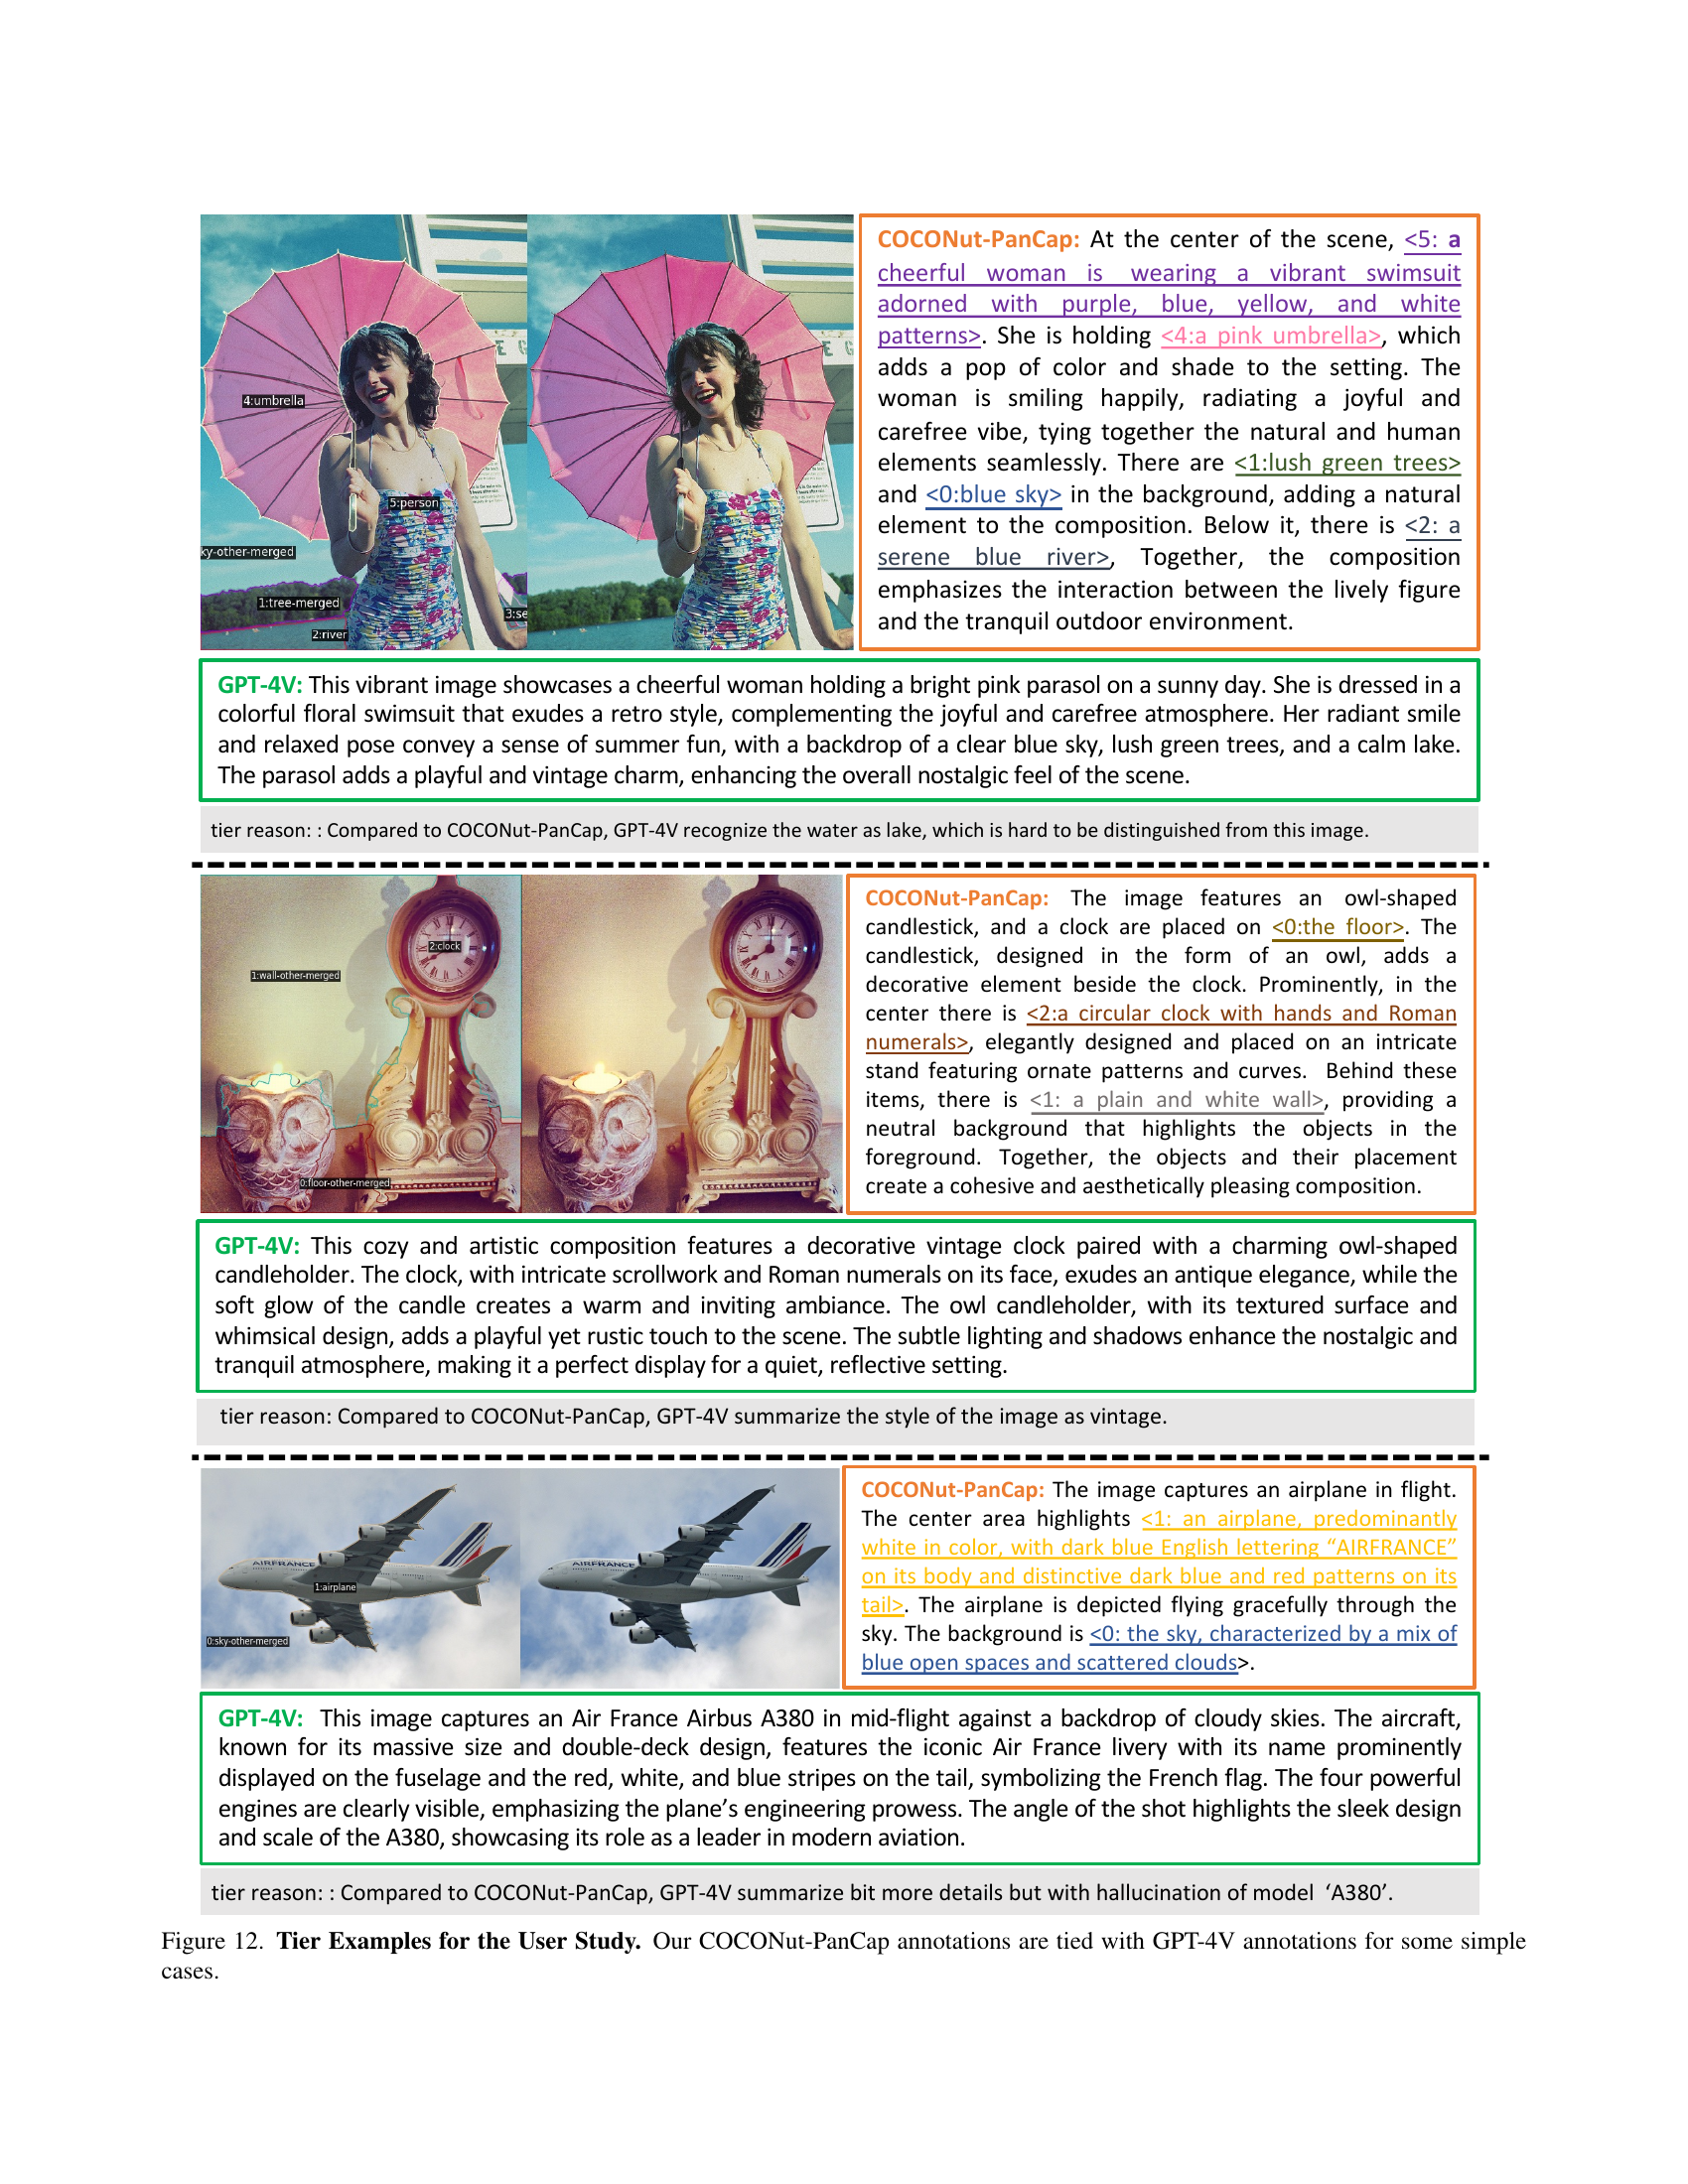 COCONut-PanCap: At the center of the scene, <5: a
cheerful woman is wearing a vibrant swimsuit
adorned with purple, blue, yellow, and white
patterns>. She is holding <4:a pink umbrella>, which
adds a pop of color and shade to the setting. The
woman is smiling happily, radiating a joyful and
carefree vibe, tying together the natural and human
elements seamlessly. There are <1:lush green trees>
and <0:blue sky> in the background, adding a natural
element to the composition. Below it, there is <2: a
serene blue river>, Together, the composition
emphasizes the interaction between the lively figure
and the tranquil outdoor environment.
4:umbrella
5:person
ky-other-merged
1:tree-merged
3:se
2:river
GPT-4V: This vibrant image showcases a cheerful woman holding a bright pink parasol on a sunny day. She is dressed in a
colorful floral swimsuit that exudes a retro style, complementing the joyful and carefree atmosphere. Her radiant smile
and relaxed pose convey a sense of summer fun, with a backdrop of a clear blue sky, lush green trees, and a calm lake.
The parasol adds a playful and vintage charm, enhancing the overall nostalgic feel of the scene.
tier reason: : Compared to COCONut-PanCap, GPT-4V recognize the water as lake, which is hard to be distinguished from this image.
2:clock
1:wall-other-merged
0:floor-other-merged
COCONut-PanCap: The image features an owl-shaped
candlestick, and a clock are placed on <0:the floor>. The
candlestick, designed in the form of an owl, adds a
decorative element beside the clock. Prominently, in the
center there is <2:a circular clock with hands and Roman
numerals>, elegantly designed and placed on an intricate
stand featuring ornate patterns and curves. Behind these
items, there is <1: a plain and white wall>, providing a
neutral background that highlights the objects in the
foreground. Together, the objects and their placement
create a cohesive and aesthetically pleasing composition.
GPT-4V: This cozy and artistic composition features a decorative vintage clock paired with a charming owl-shaped
candleholder. The clock, with intricate scrollwork and Roman numerals on its face, exudes an antique elegance, while the
soft glow of the candle creates a warm and inviting ambiance. The owl candleholder, with its textured surface and
whimsical design, adds a playful yet rustic touch to the scene. The subtle lighting and shadows enhance the nostalgic and
tranquil atmosphere, making it a perfect display for a quiet, reflective setting.
tier reason: Compared to COCONut-PanCap, GPT-4V summarize the style of the image as vintage.
AIRFRANCE
1:airplane
0:sky-other-merged
AIRFRANCE
COCONut-PanCap: The image captures an airplane in flight.
The center area highlights <1: an airplane, predominantly
white in color, with dark blue English lettering “AIRFRANCE”
on its body and distinctive dark blue and red patterns on its
tail>. The airplane is depicted flying gracefully through the
sky. The background is <0: the sky, characterized by a mix of
blue open spaces and scattered clouds>.
GPT-4V: This image captures an Air France Airbus A380 in mid-flight against a backdrop of cloudy skies. The aircraft,
known for its massive size and double-deck design, features the iconic Air France livery with its name prominently
displayed on the fuselage and the red, white, and blue stripes on the tail, symbolizing the French flag. The four powerful
engines are clearly visible, emphasizing the plane’s engineering prowess. The angle of the shot highlights the sleek design
and scale of the A380, showcasing its role as a leader in modern aviation.
tier reason: : Compared to COCONut-PanCap, GPT-4V summarize bit more details but with hallucination of model ‘A380’.
Figure 12. Tier Examples for the User Study. Our COCONut-PanCap annotations are tied with GPT-4V annotations for some simple
cases.